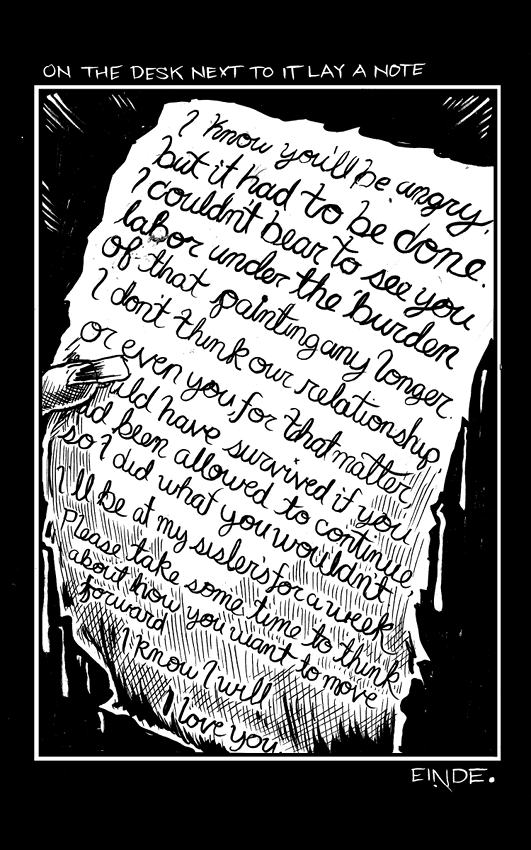 ON THE DESK NEXT TO IT LAY A NOTE
I know you'll be angry,
but it had to be done.
I couldn't bear to see you
labor under the burden
of that painting any longer.
I don't think our relationship
or even you, for that matter
uld have survived if you
had been allowed to continue
so I did what you wouldn't
I'll be at my sister's for a week
Please take some time to think
about how you want to move
forward
I know I will
I love you
EINDE.